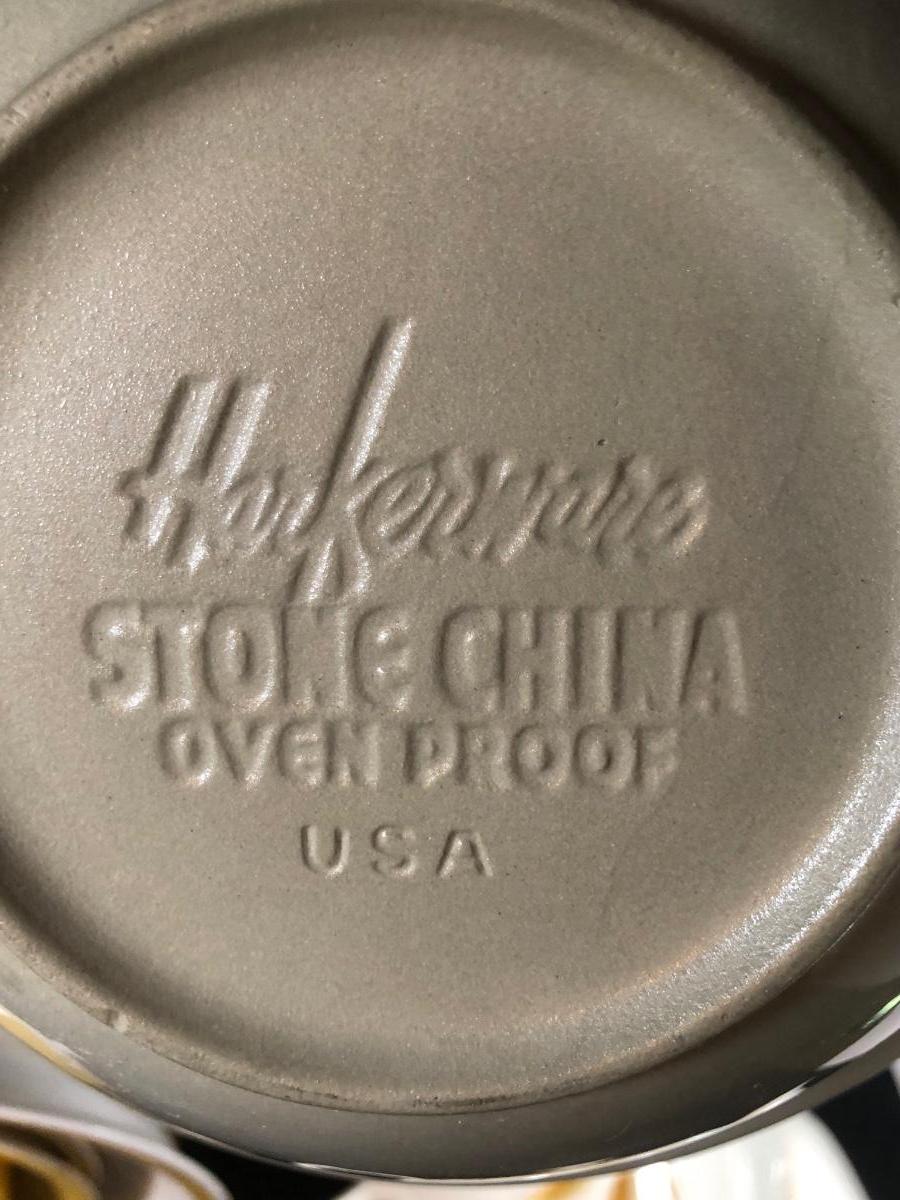 Harkerware
STONE CHINA
OVEN PROOF
USA